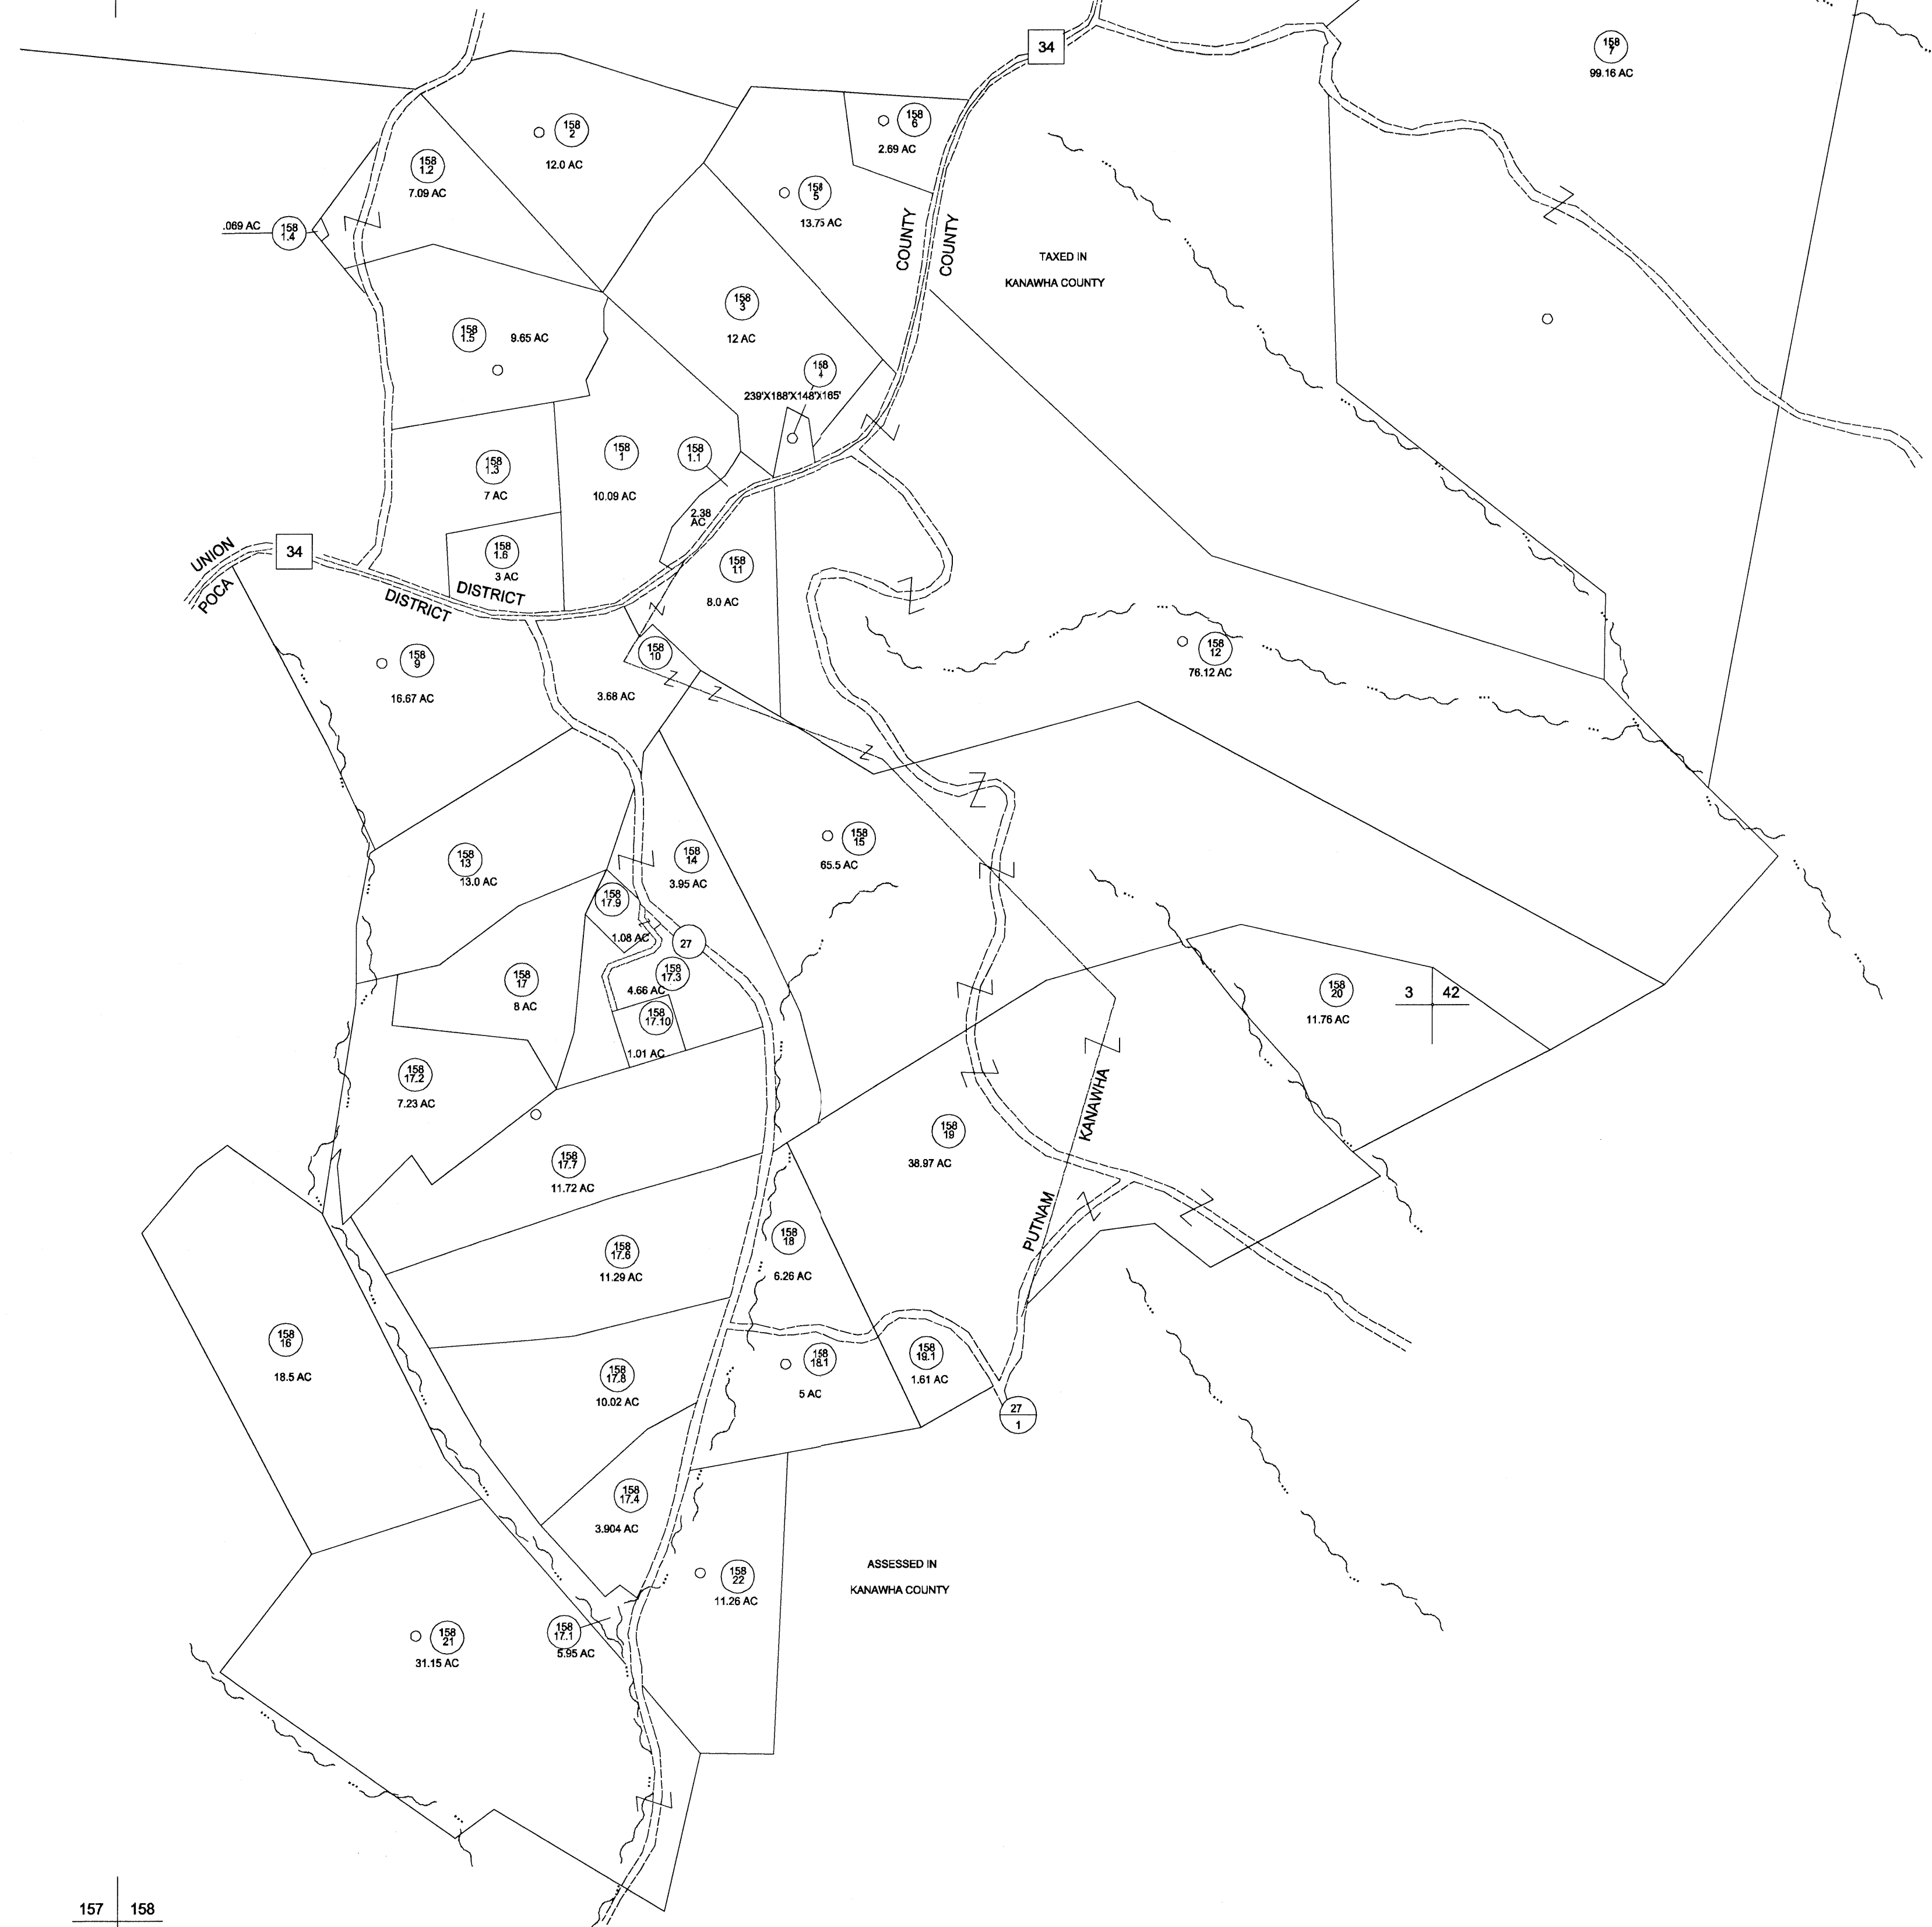 34
158
7
99.16 AC
158
2
12.0 AC
158
6
2.69 AC
158
1.2
7.09 AC
158
5
13.75 AC
.069 AC
158
1.4
COUNTY
COUNTY
TAXED IN
KANAWHA COUNTY
158
3
12 AC
158
1.5
9.65 AC
158
4
239'X188'X148'X165'
158
1
10.09 AC
158
1.1
2.38
AC
158
1.3
7 AC
UNION
POCA
34
158
1.6
3 AC
DISTRICT
DISTRICT
158
11
8.0 AC
158
9
16.67 AC
158
10
3.68 AC
158
12
76.12 AC
158
13
13.0 AC
158
14
3.95 AC
158
15
65.5 AC
158
17.9
1.08 AC
27
158
17
8 AC
158
17.3
4.66 AC
158
17.10
1.01 AC
158
20
11.76 AC
3
42
158
17.2
7.23 AC
KANAWHA
PUTNAM
158
19
38.97 AC
158
17.7
11.72 AC
158
17.6
11.29 AC
158
18
6.26 AC
158
16
18.5 AC
158
17.8
10.02 AC
158
18.1
5 AC
158
19.1
1.61 AC
27
1
158
17.4
3.904 AC
ASSESSED IN
KANAWHA COUNTY
158
22
11.26 AC
158
21
31.15 AC
158
17.1
5.95 AC
157
158